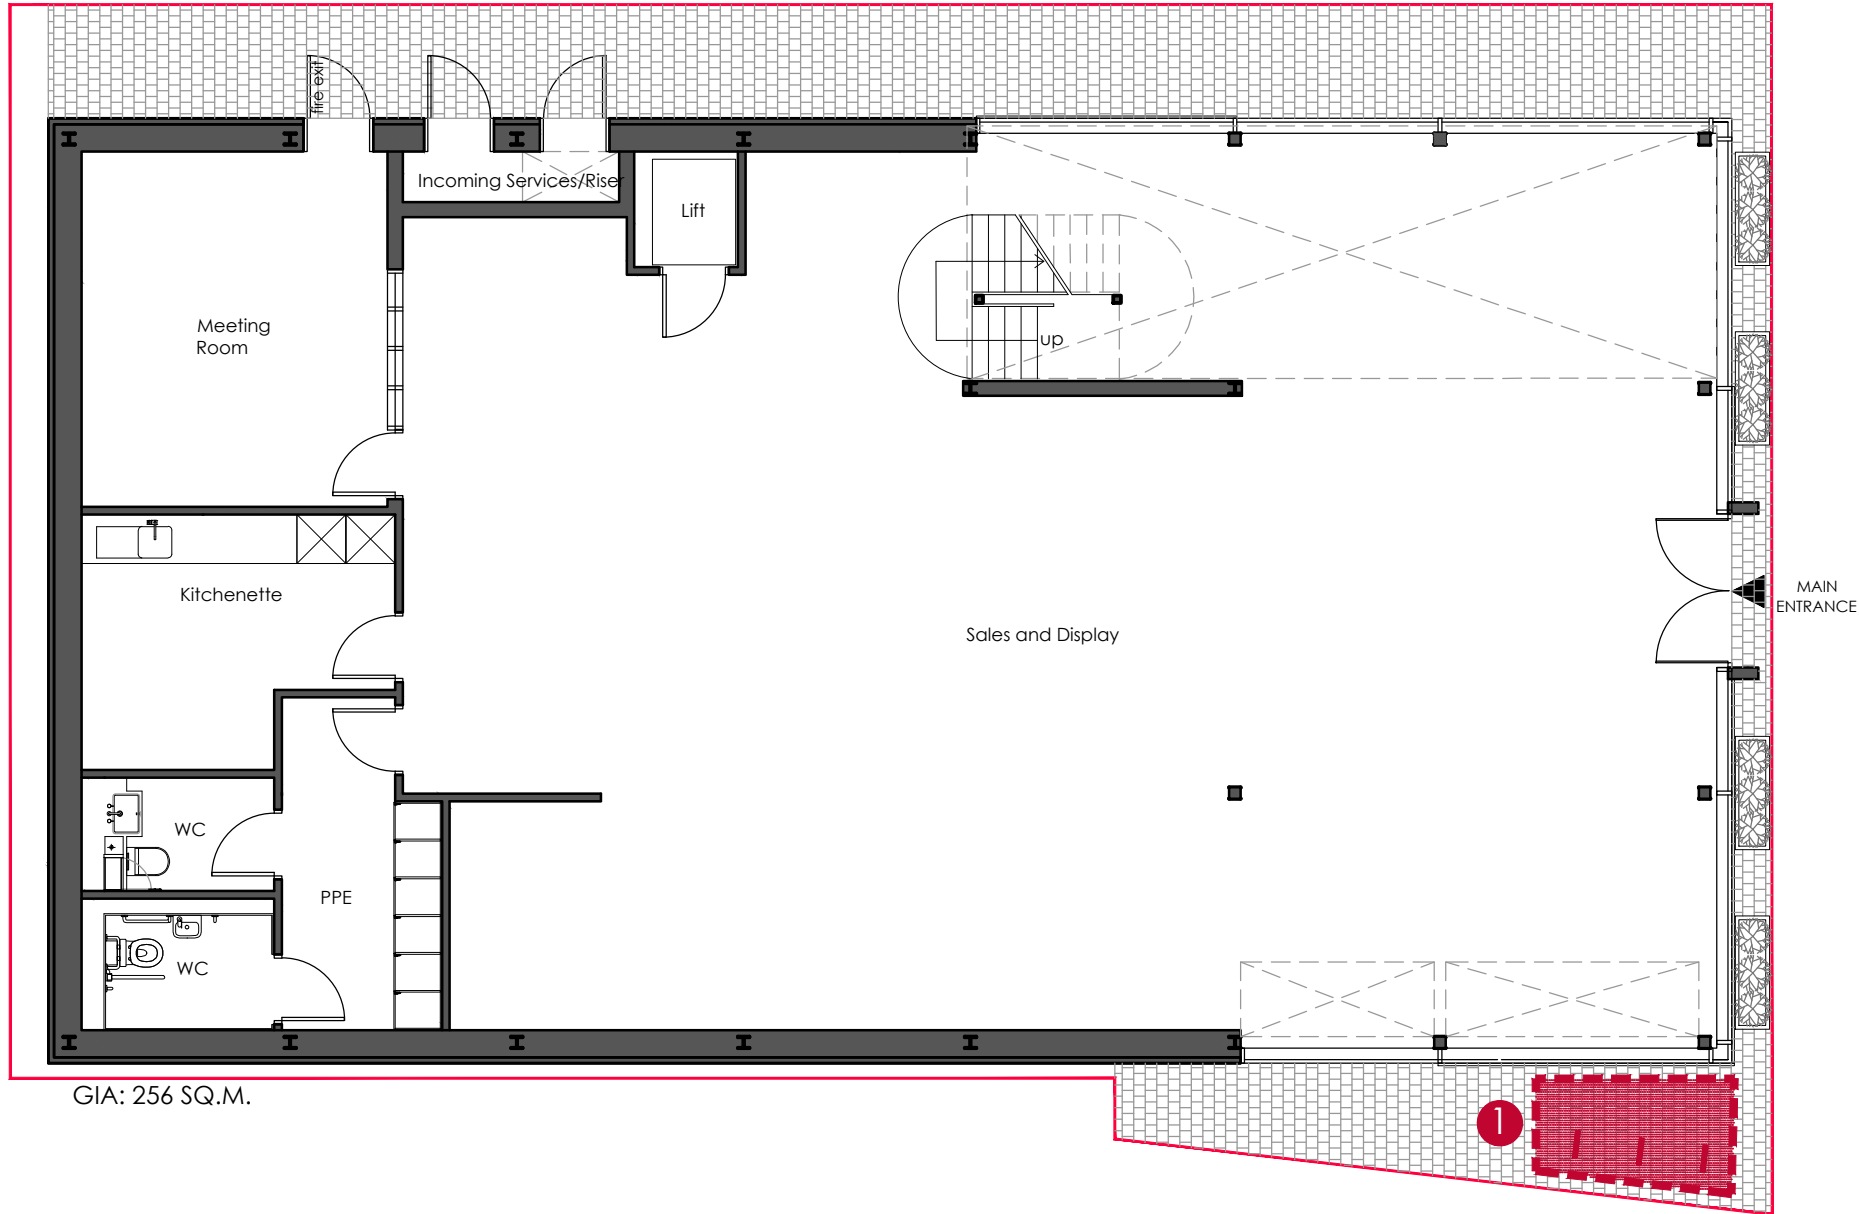 fire exit
Incoming Services/Riser
Lift
Meeting
Room
up
MAIN
ENTRANCE
Kitchenette
Sales and Display
WC
PPE
WC
GIA: 256 SQ.M.
1